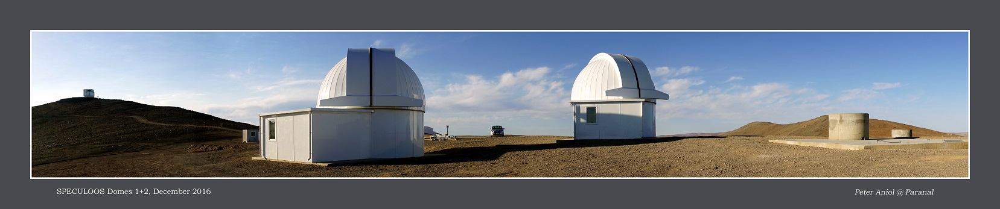 SPECULOOS Domes 1+2, December 2016
Peter Aniol @ Paranal